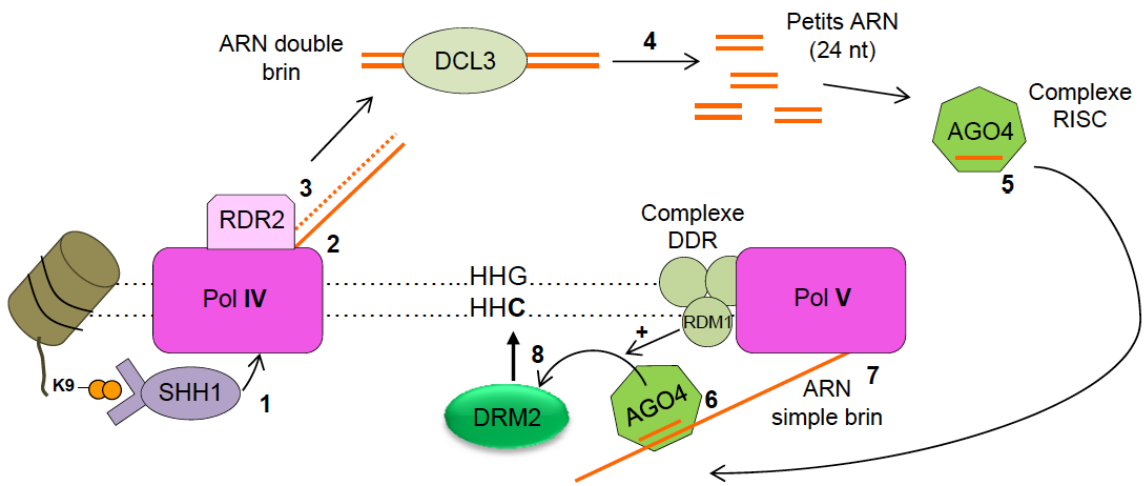 ARN double
brin
DCL3
4
Petits ARN
(24 nt)
Complexe
RISC
AGO4
5
3
RDR2
2
Pol IV
HHG
HHC
Complexe
DDR
RDM1
Pol V
K9
SHH1
1
+
8
DRM2
AGO4
6
7
ARN
simple brin